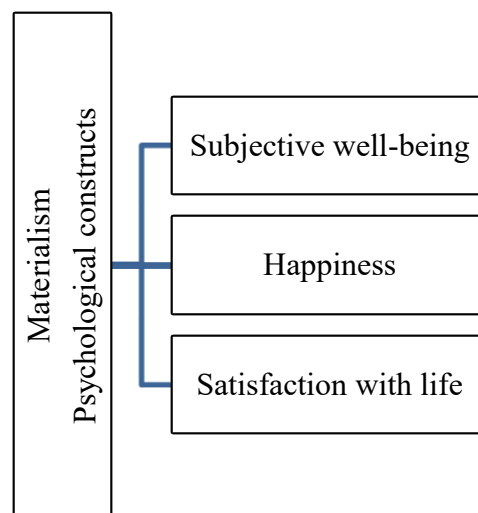 Materialism
Psychological constructs
Subjective well-being
Happiness
Satisfaction with life